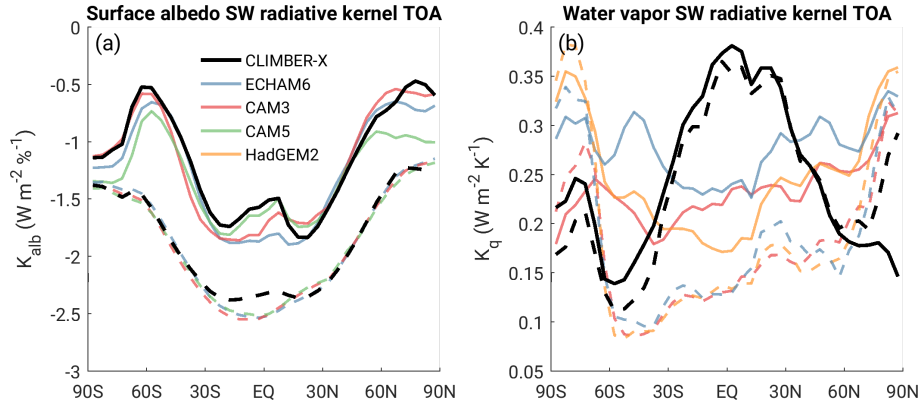 Surface albedo SW radiative kernel TOA
(a)
CLIMBER-X
ECHAM6
CAM3
CAM5
HadGEM2
0
-0.5
-1
-1.5
-2
-2.5
-3
K_alb (W m^-2 %^-1)
90S 60S 30S EQ 30N 60N 90N
Water vapor SW radiative kernel TOA
(b)
0.4
0.35
0.3
0.25
0.2
0.15
0.1
0.05
K_q (W m^-2 K^-1)
90S 60S 30S EQ 30N 60N 90N